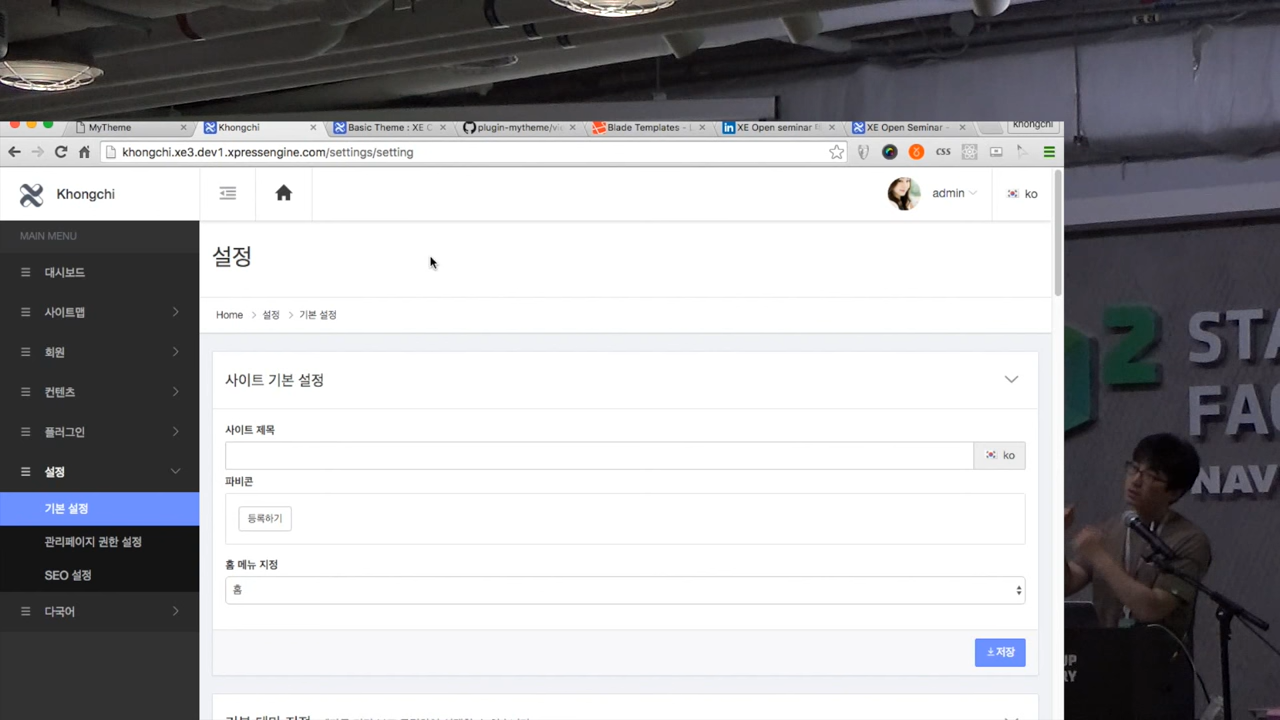 MyTheme
Khongchi
Basic Theme : XE C
plugin-mytheme/vie
Blade Templates - L
XE Open seminar
XE Open Seminar -
khongchi
khongchi.xe3.dev1.xpressengine.com/settings/setting
CSS
Khongchi
admin
ko
MAIN MENU
대시보드
사이트맵
회원
컨텐츠
플러그인
설정
기본 설정
관리페이지 권한 설정
SEO 설정
다국어
설정
Home > 설정 > 기본 설정
사이트 기본 설정
사이트 제목
ko
파비콘
등록하기
홈 메뉴 지정
홈
저장
2
STA
FAC
NAV
UP
RY